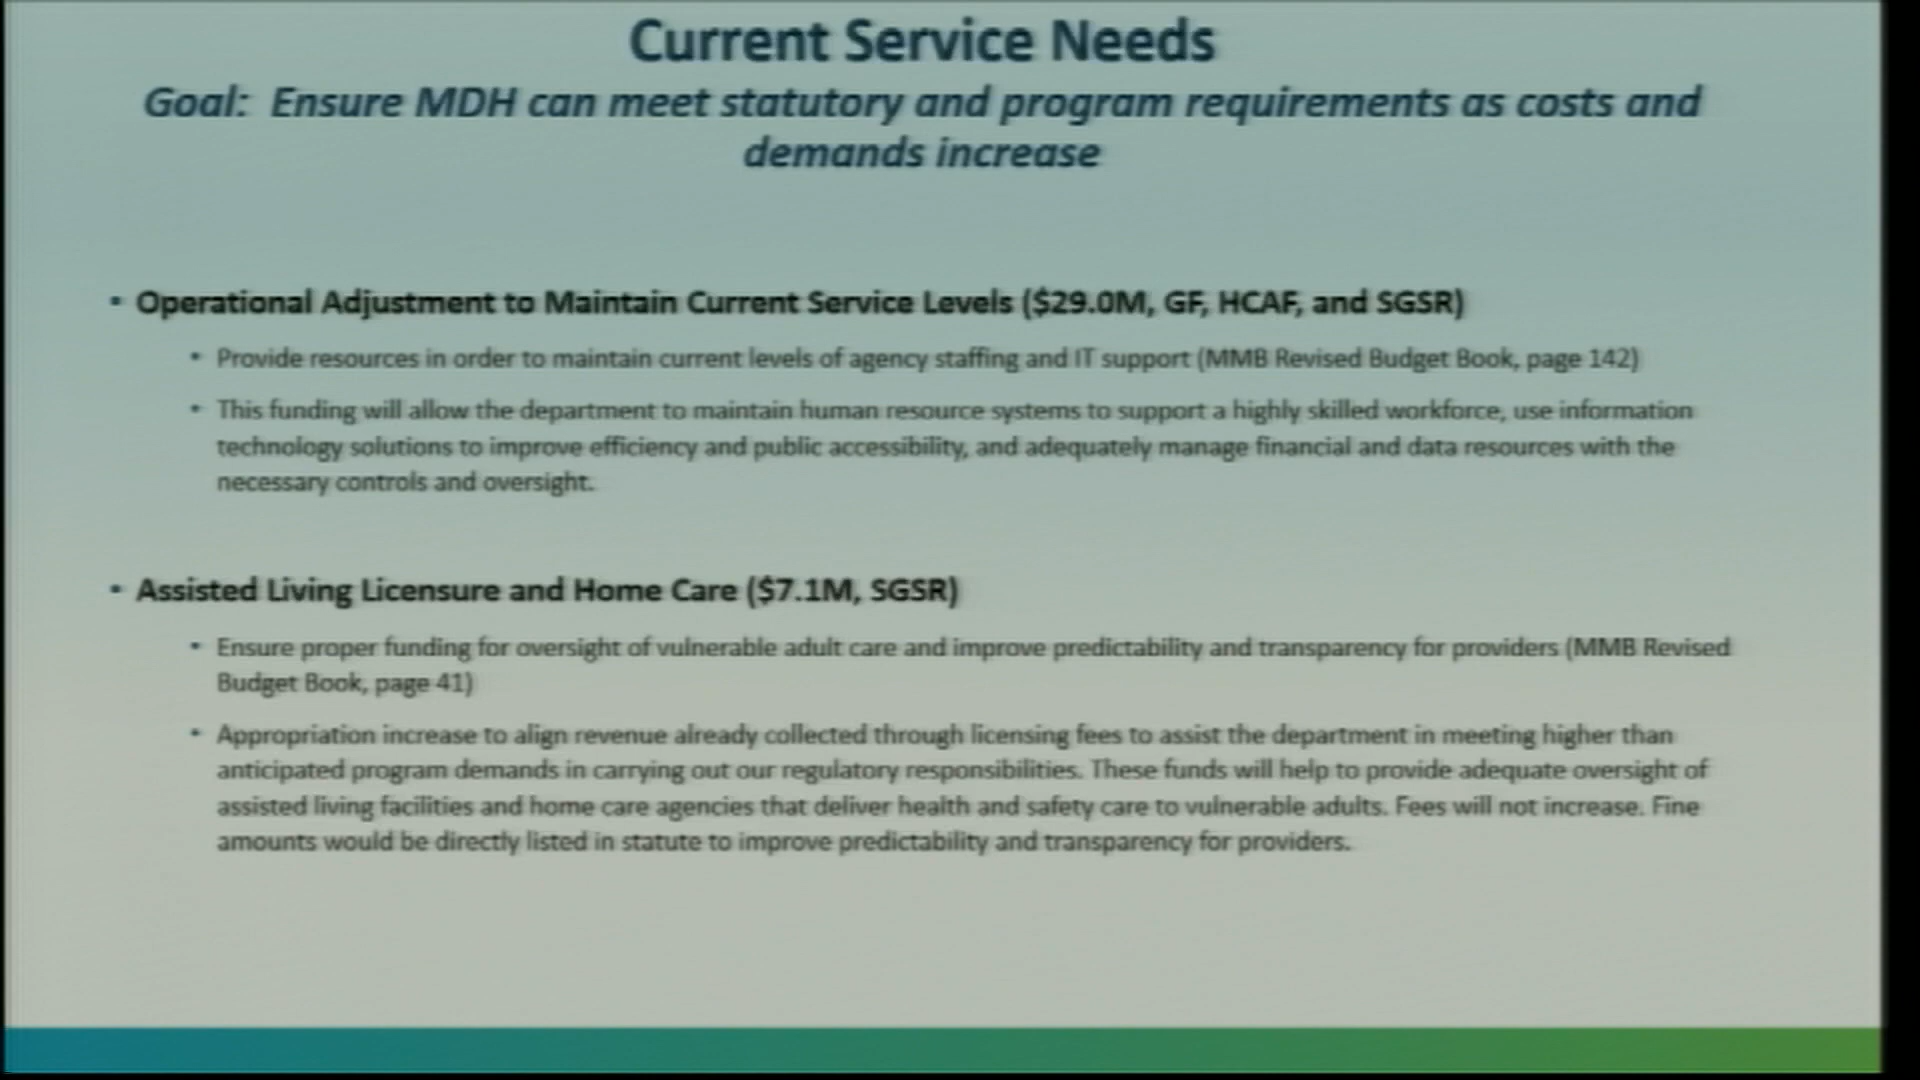 Current Service Needs
Goal:  Ensure MDH can meet statutory and program requirements as costs and
demands increase
• Operational Adjustment to Maintain Current Service Levels ($29.0M, GF, HCAF, and SGSR)
• Provide resources in order to maintain current levels of agency staffing and IT support (MMB Revised Budget Book, page 142)
• This funding will allow the department to maintain human resource systems to support a highly skilled workforce, use information
technology solutions to improve efficiency and public accessibility, and adequately manage financial and data resources with the
necessary controls and oversight.
• Assisted Living Licensure and Home Care ($7.1M, SGSR)
• Ensure proper funding for oversight of vulnerable adult care and improve predictability and transparency for providers (MMB Revised
Budget Book, page 41)
• Appropriation increase to align revenue already collected through licensing fees to assist the department in meeting higher than
anticipated program demands in carrying out our regulatory responsibilities. These funds will help to provide adequate oversight of
assisted living facilities and home care agencies that deliver health and safety care to vulnerable adults. Fees will not increase. Fine
amounts would be directly listed in statute to improve predictability and transparency for providers.